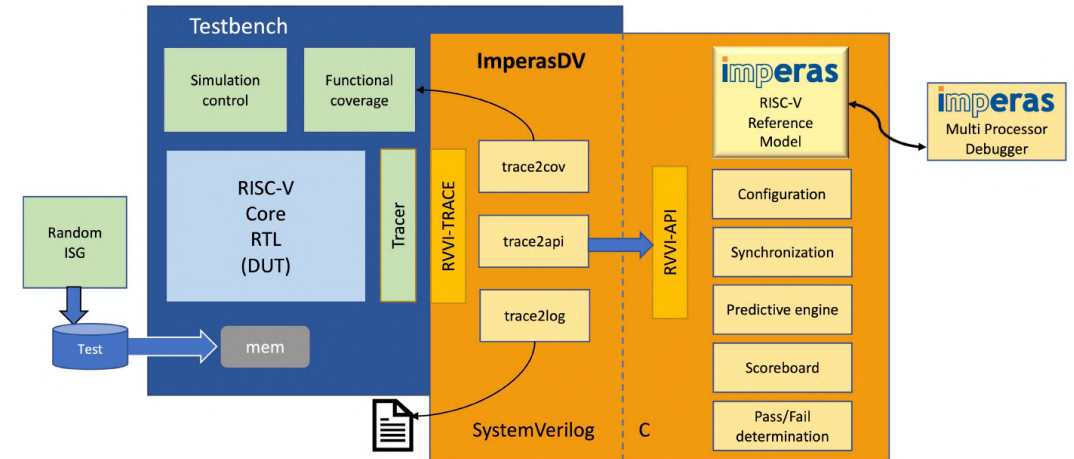 Testbench
Simulation
control
Functional
coverage
RISC-V
Core
RTL
(DUT)
Tracer
Random
ISG
Test
mem
ImperasDV
RVVI-TRACE
trace2cov
trace2api
trace2log
SystemVerilog
C
RVVI-API
imperas
RISC-V
Reference
Model
Configuration
Synchronization
Predictive engine
Scoreboard
Pass/Fail
determination
imperas
Multi Processor
Debugger